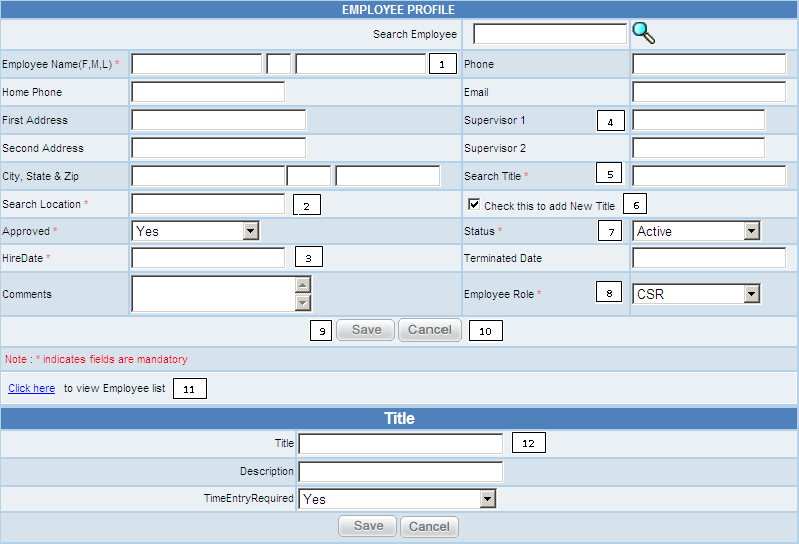 EMPLOYEE PROFILE
Search Employee
Employee Name(F,M,L) * 1 Phone
Home Phone Email
First Address Supervisor 1 4
Second Address Supervisor 2
City, State & Zip Search Title * 5
Search Location * 2 Check this to add New Title 6
Approved * Yes Status * 7 Active
HireDate * 3 Terminated Date
Comments Employee Role * 8 CSR
9 Save Cancel 10
Note : * indicates fields are mandatory
Click here to view Employee list 11
Title
Title 12
Description
TimeEntryRequired Yes
Save Cancel